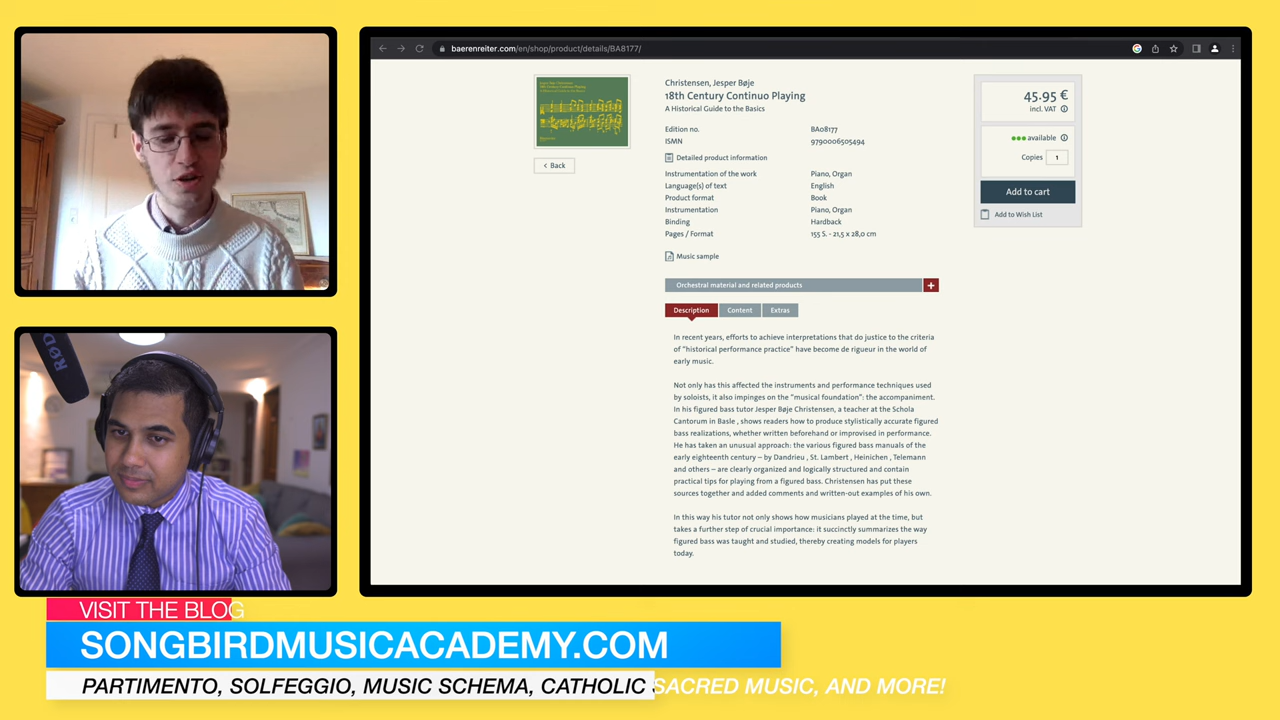 RØD
baerenreiter.com/en/shop/product/details/BA8177/
Christensen, Jesper Bøje
18th Century Continuo Playing
A Historical Guide to the Basics
Edition no. BA08177
ISMN 9790006505494
Detailed product information
Instrumentation of the work Piano, Organ
Language(s) of text English
Product format Book
Instrumentation Piano, Organ
Binding Hardback
Pages / Format 155 S. - 21,5 x 28,0 cm
Music sample
< Back
45.95 €
incl. VAT
available
Copies 1
Add to cart
Add to Wish List
Orchestral material and related products +
Description Content Extras
In recent years, efforts to achieve interpretations that do justice to the criteria
of “historical performance practice” have become de rigueur in the world of
early music.
Not only has this affected the instruments and performance techniques used
by soloists, it also impinges on the “musical foundation”: the accompaniment.
In his figured bass tutor Jesper Bøje Christensen, a teacher at the Schola
Cantorum in Basle , shows readers how to produce stylistically accurate figured
bass realizations, whether written beforehand or improvised in performance.
He has taken an unusual approach: the various figured bass manuals of the
early eighteenth century – by Dandrieu , St. Lambert , Heinichen , Telemann
and others – are clearly organized and logically structured and contain
practical tips for playing from a figured bass. Christensen has put these
sources together and added comments and written-out examples of his own.
In this way his tutor not only shows how musicians played at the time, but
takes a further step of crucial importance: it succinctly summarizes the way
figured bass was taught and studied, thereby creating models for players
today.
VISIT THE BLOG
SONGBIRDMUSICACADEMY.COM
PARTIMENTO, SOLFEGGIO, MUSIC SCHEMA, CATHOLIC SACRED MUSIC, AND MORE!